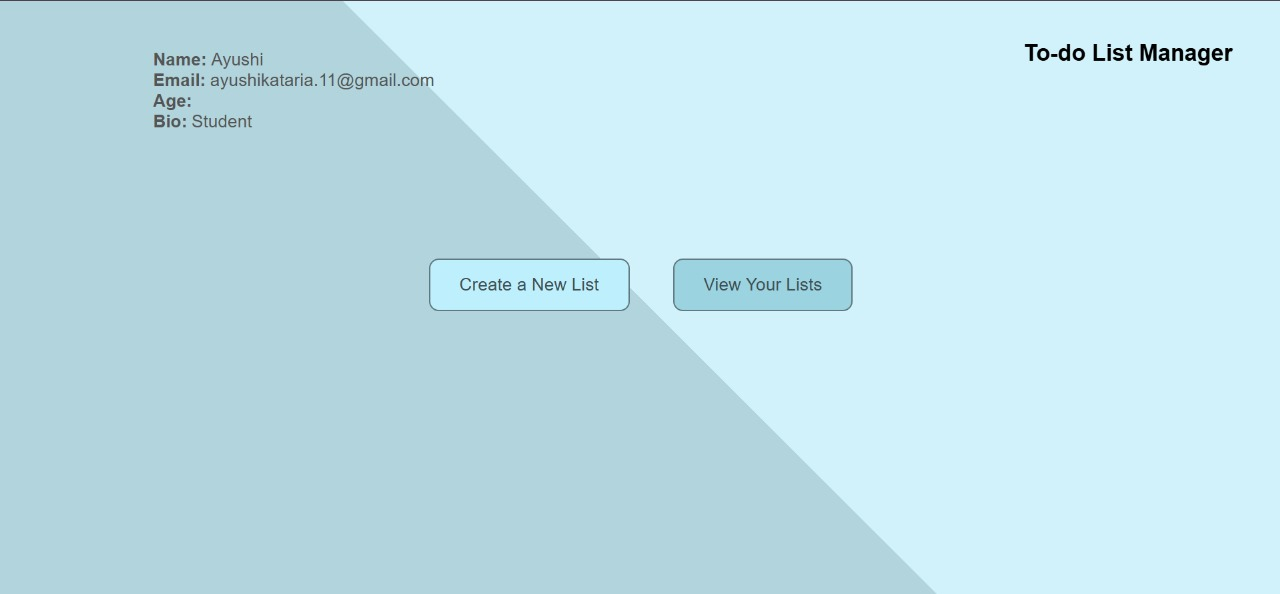 Name: Ayushi
Email: ayushikataria.11@gmail.com
Age:
Bio: Student
To-do List Manager
Create a New List
View Your Lists